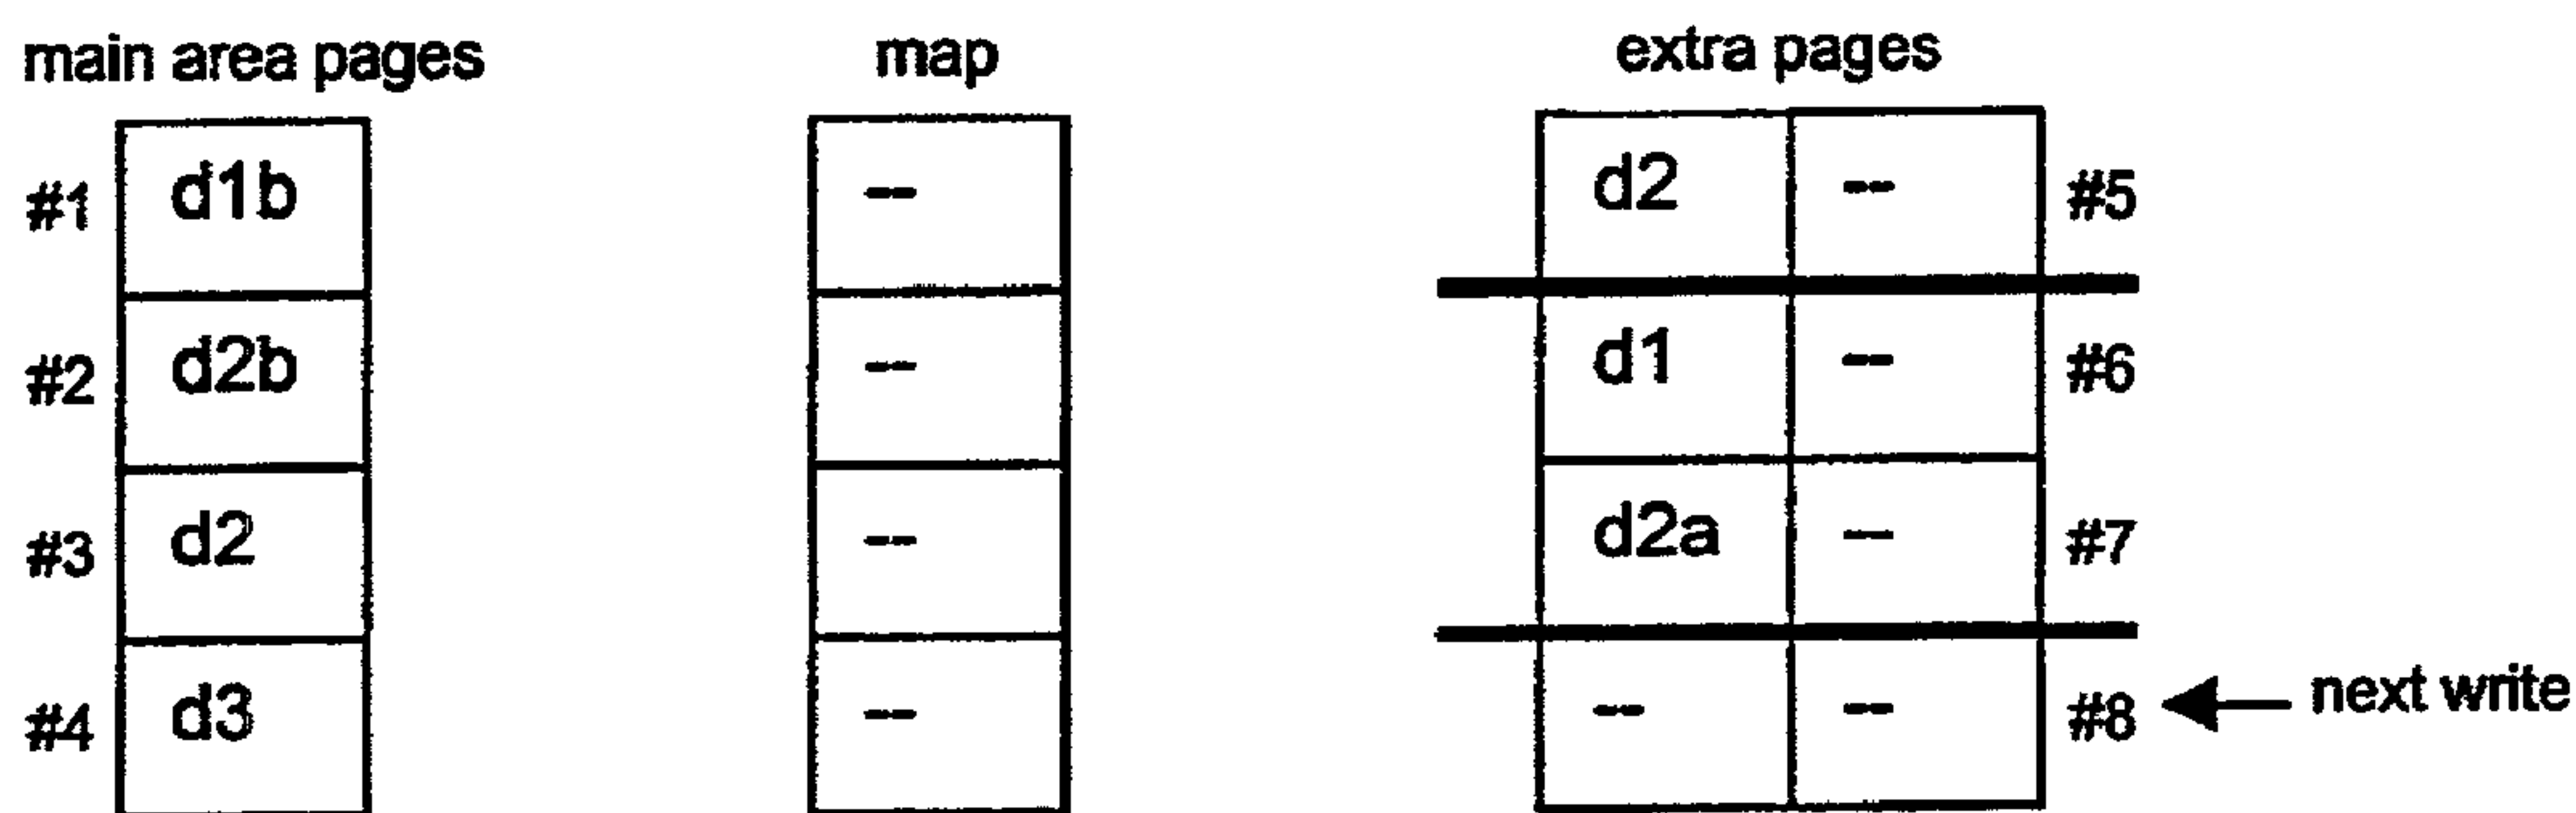 main area pages map extra pages
#1 d1b -- d2 -- #5
#2 d2b -- d1 -- #6
#3 d2 -- d2a -- #7
#4 d3 -- -- -- #8 next write